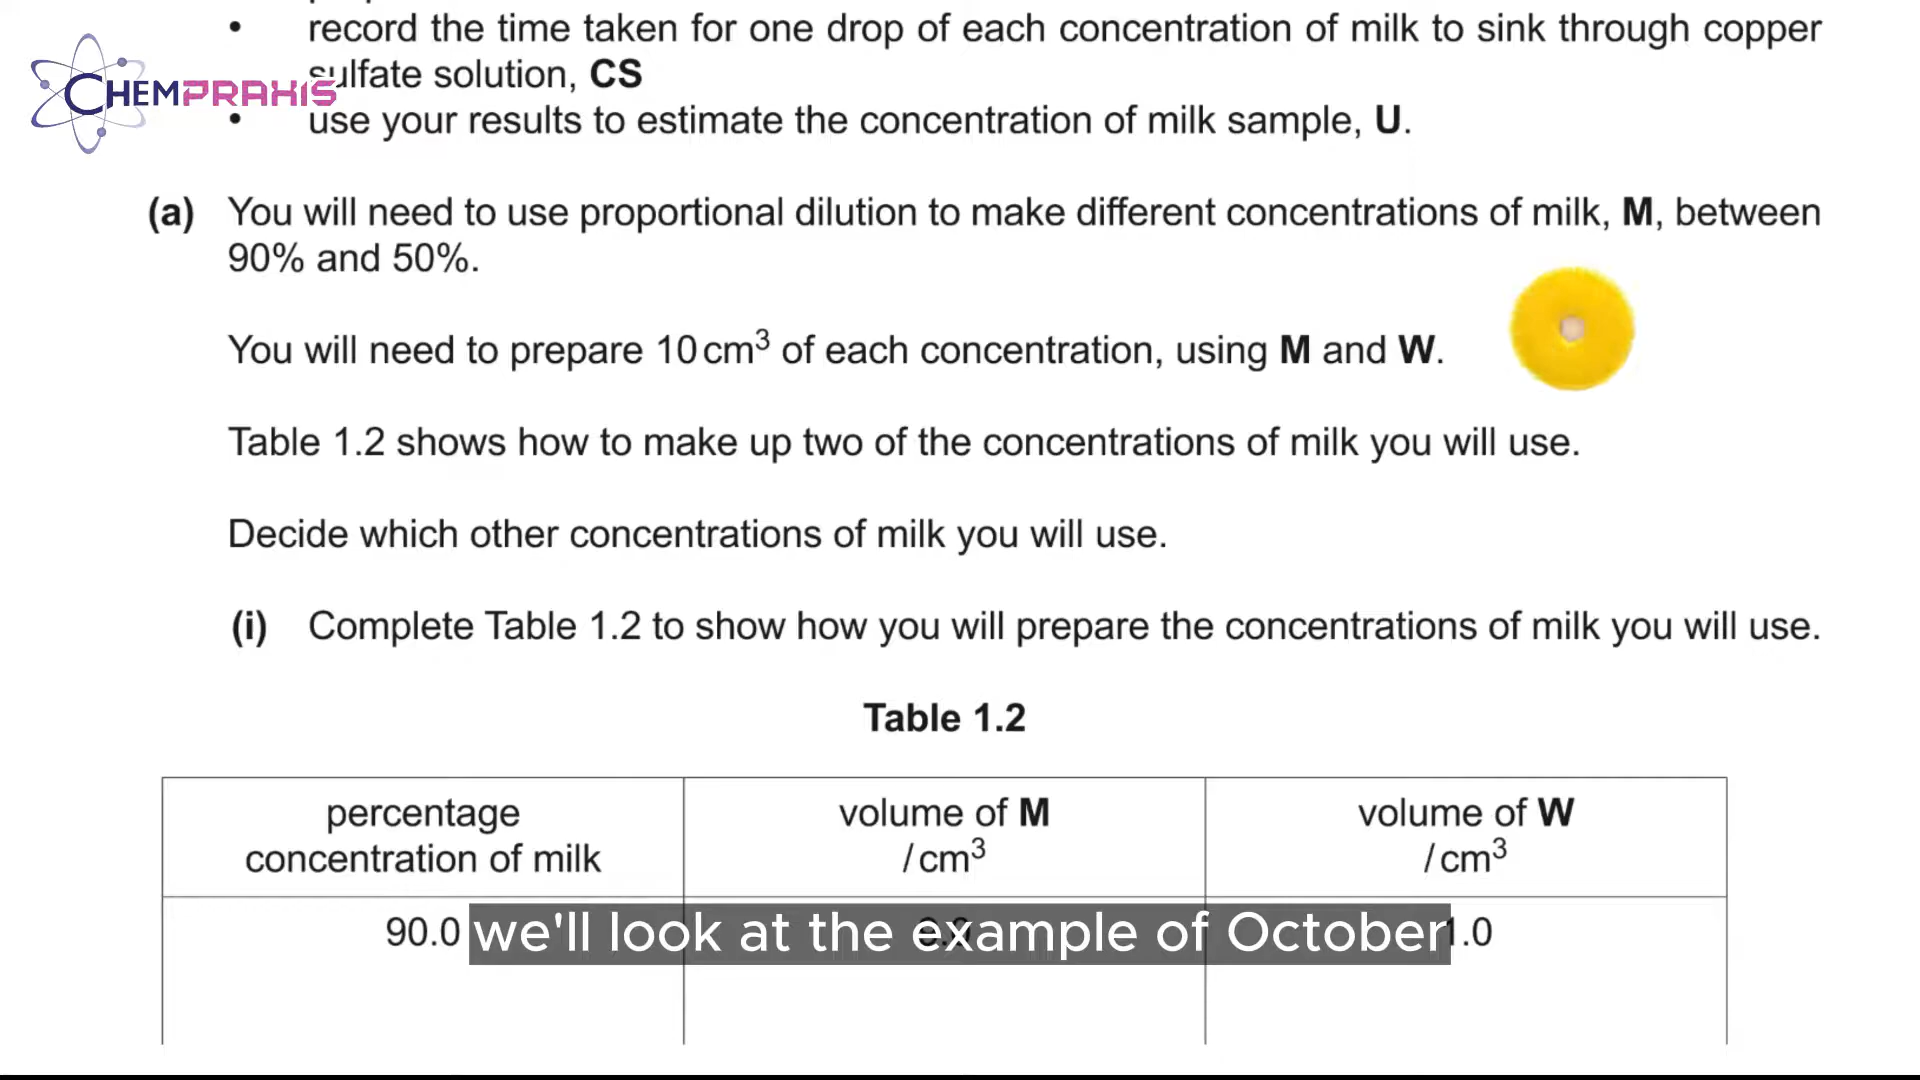 record the time taken for one drop of each concentration of milk to sink through copper
CHEMPRAXIS
sulfate solution, CS
• use your results to estimate the concentration of milk sample, U.
(a) You will need to use proportional dilution to make different concentrations of milk, M, between
90% and 50%.
You will need to prepare 10 cm³ of each concentration, using M and W.
Table 1.2 shows how to make up two of the concentrations of milk you will use.
Decide which other concentrations of milk you will use.
(i) Complete Table 1.2 to show how you will prepare the concentrations of milk you will use.
Table 1.2
percentage concentration of milk
volume of M /cm³
volume of W /cm³
90.0
1.0
we'll look at the example of October